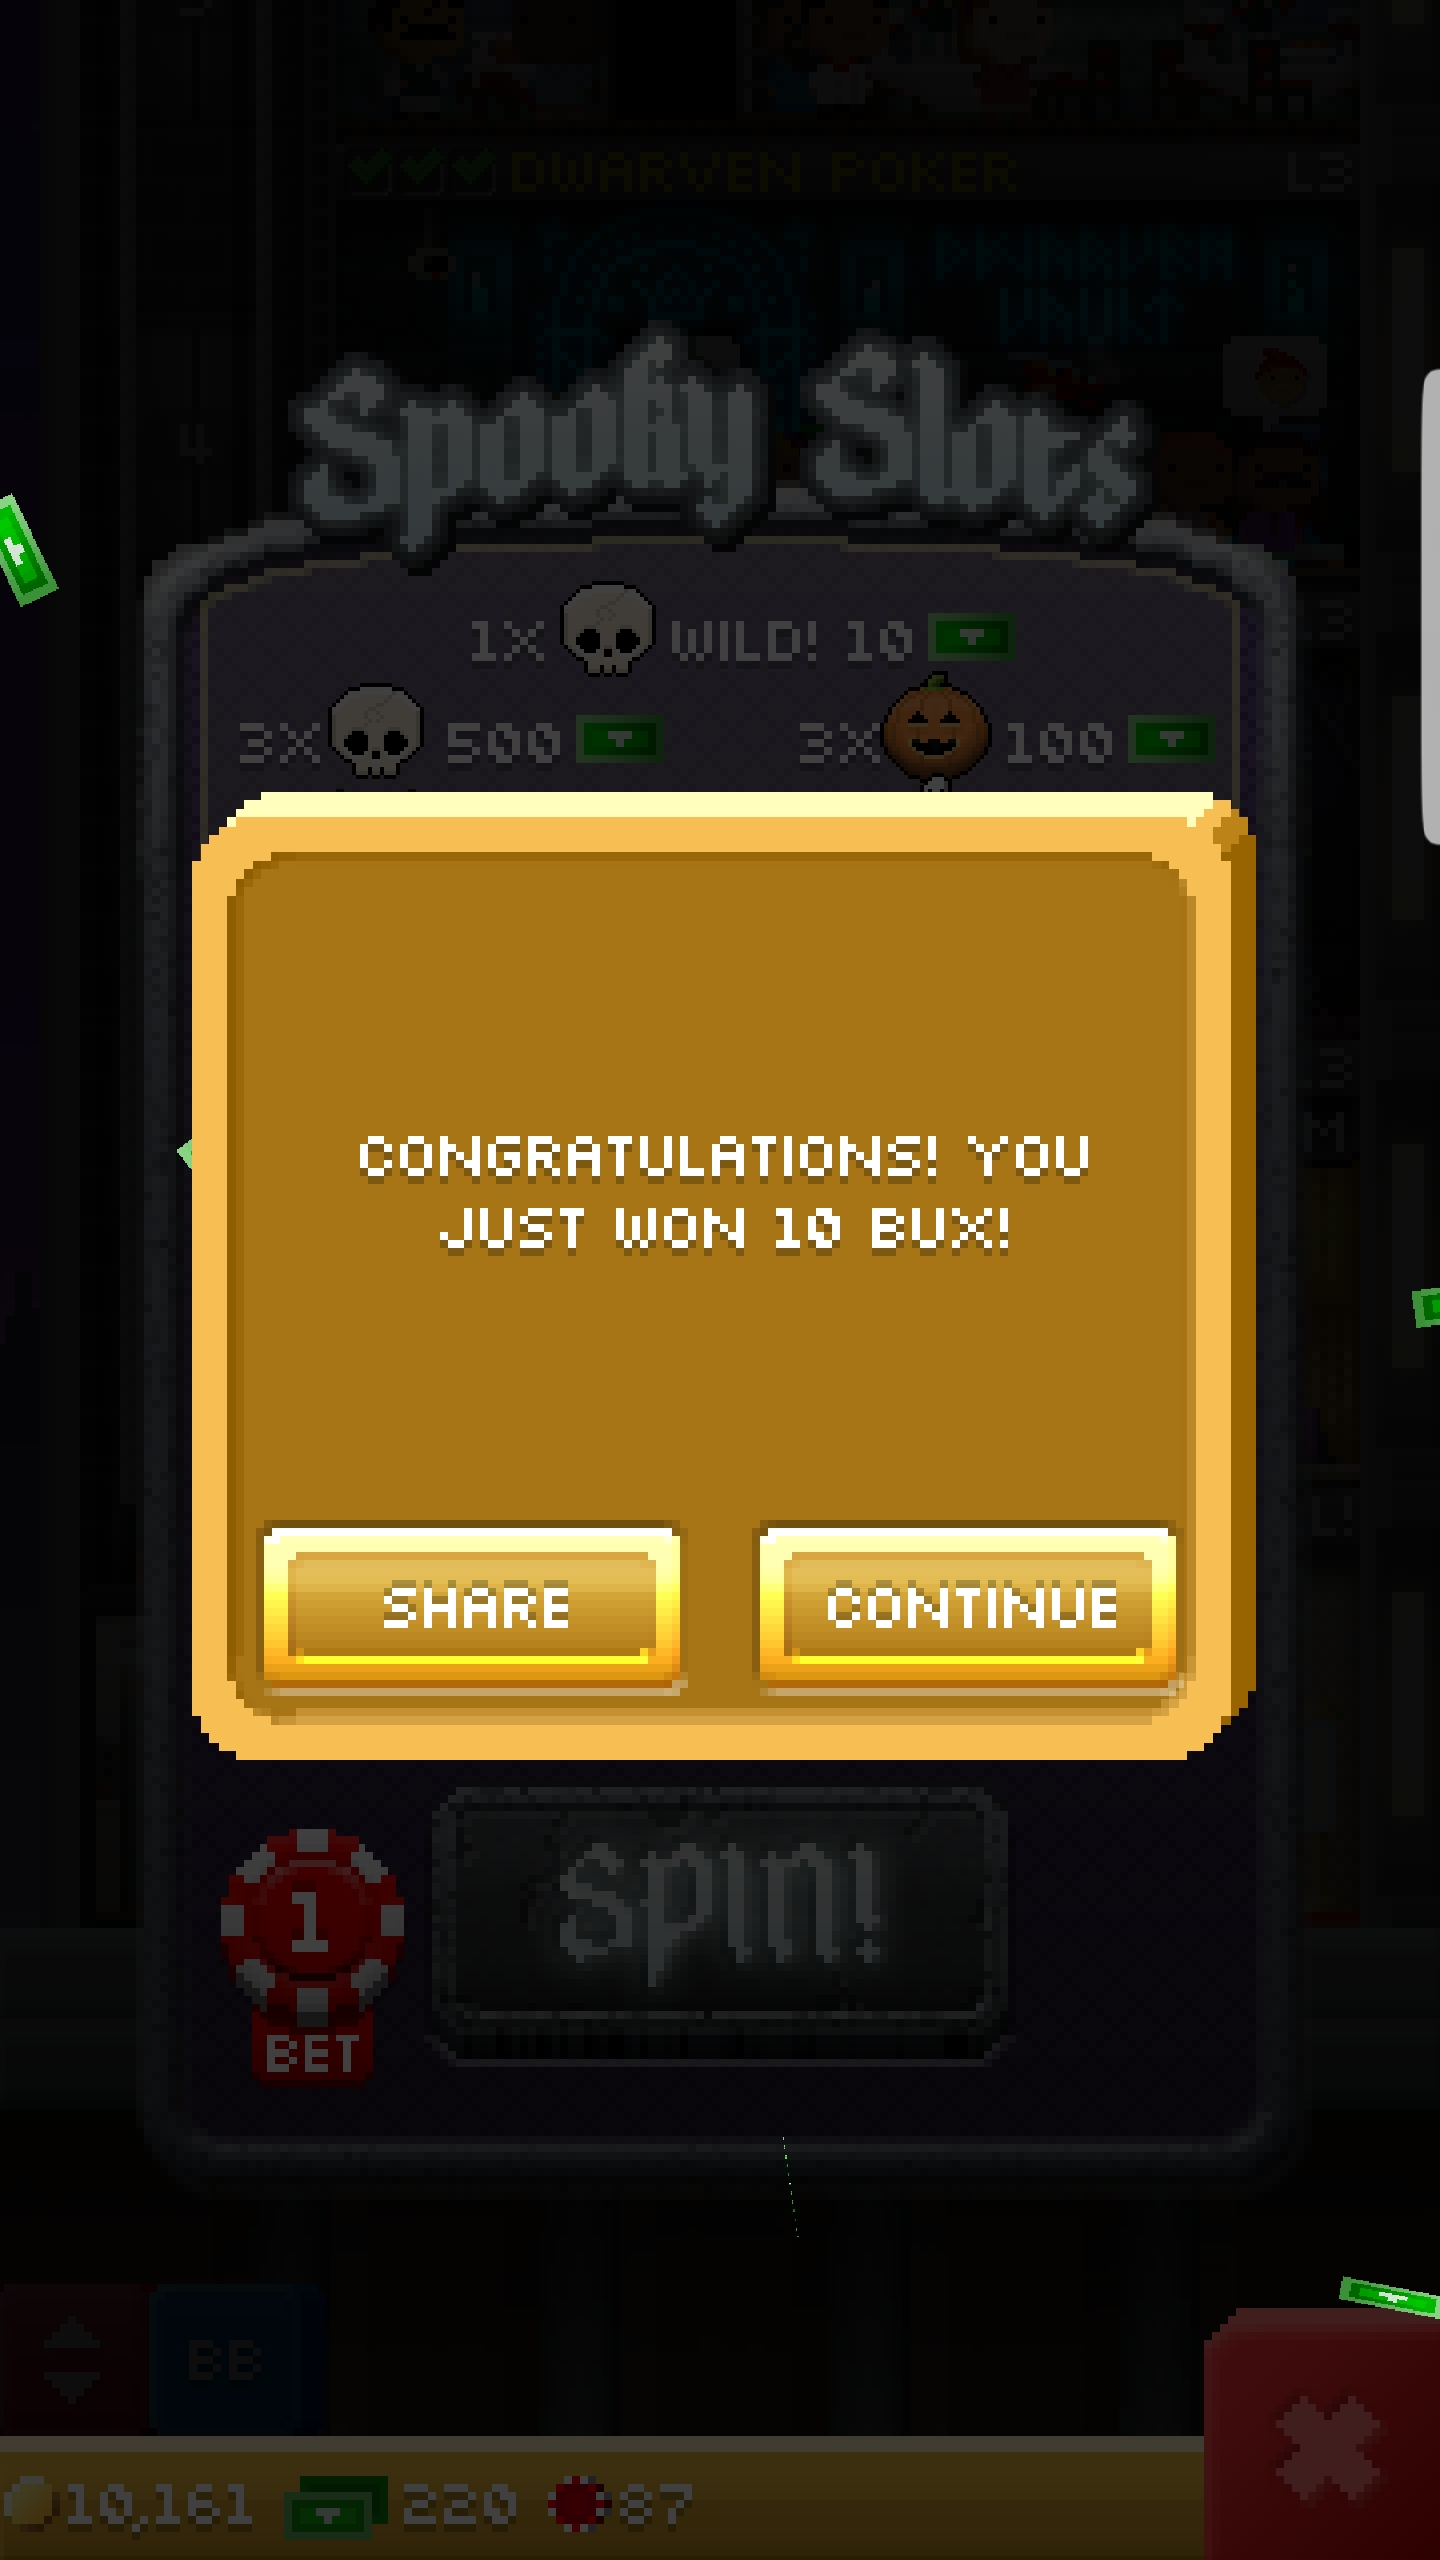 DWARVEN POKER L3
Spooky Slots
1X WILD! 10
3X 500 3X 100
CONGRATULATIONS! YOU
JUST WON 10 BUX!
SHARE CONTINUE
1
SPIN!
BET
BB
10,161 220 87